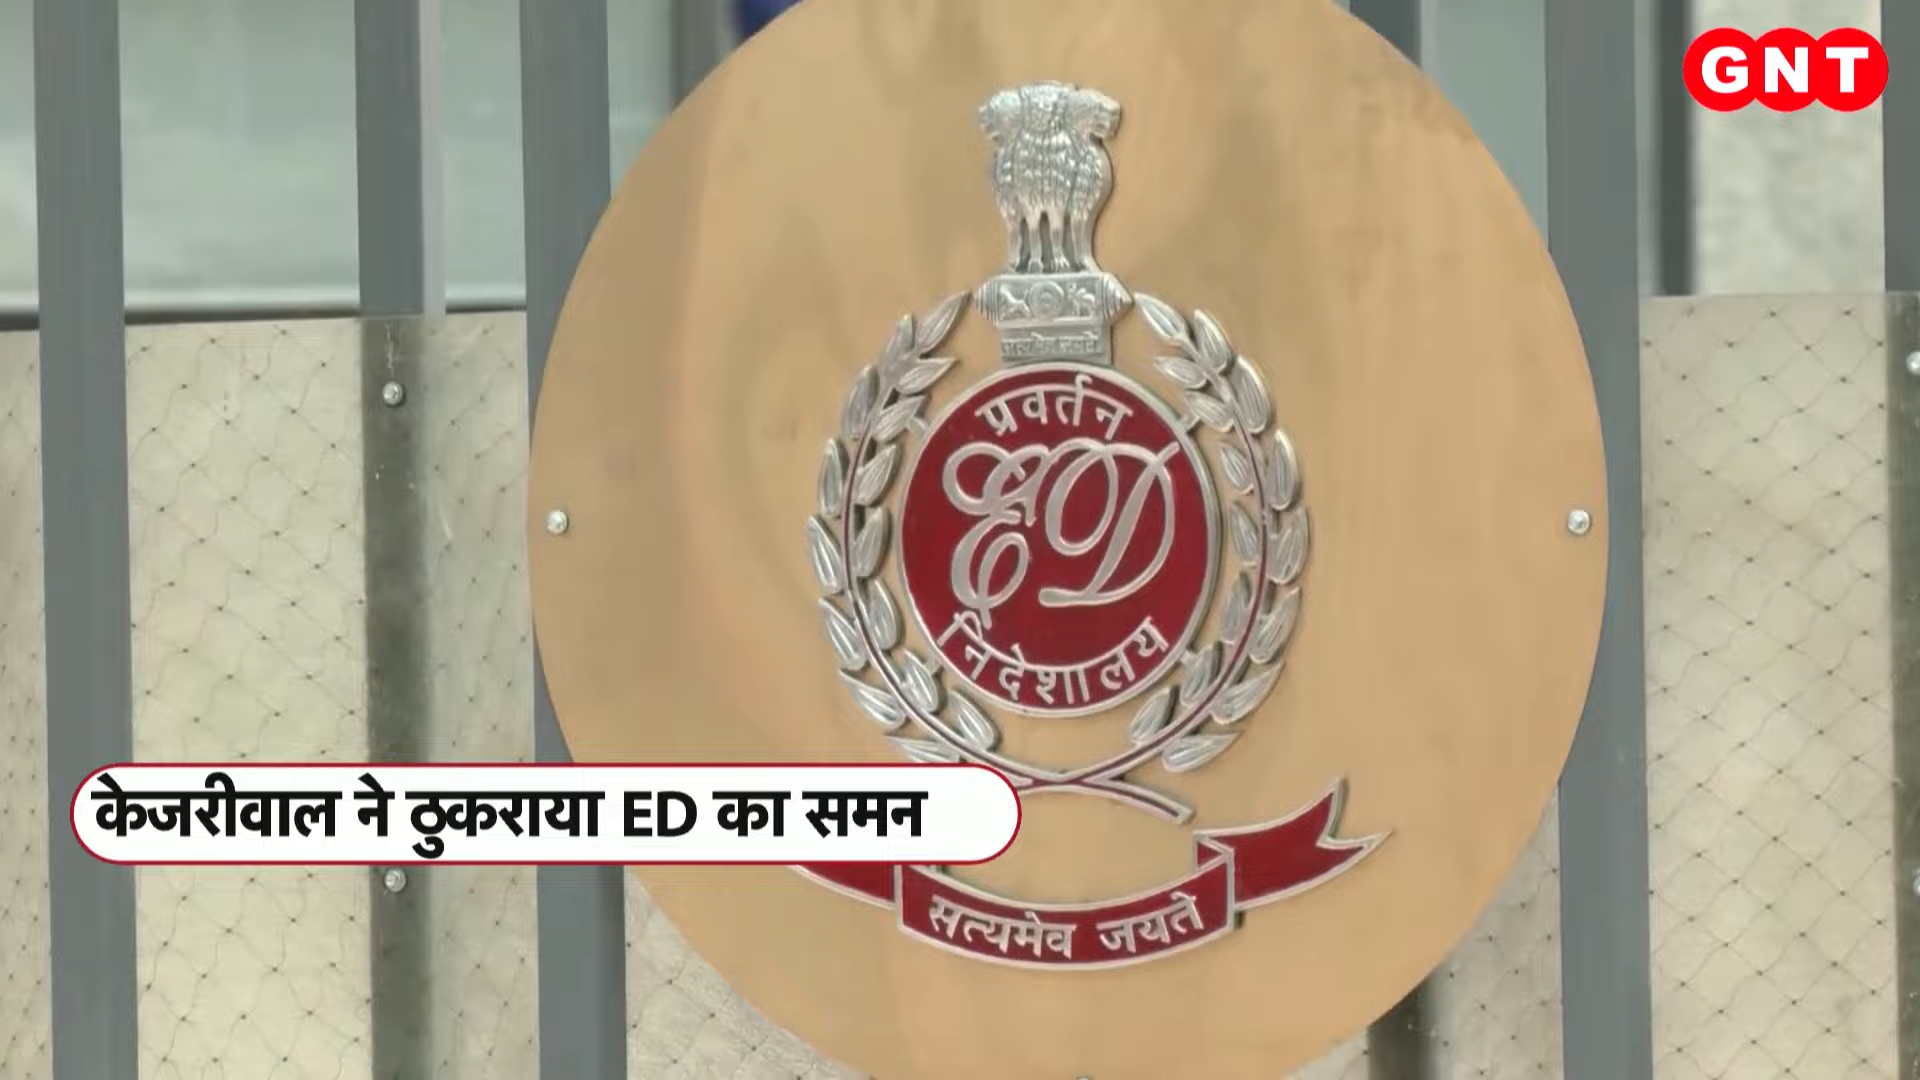 GNT
प्रवर्तन
ED
निदेशालय
केजरीवाल ने ठुकराया ED का समन
सत्यमेव जयते